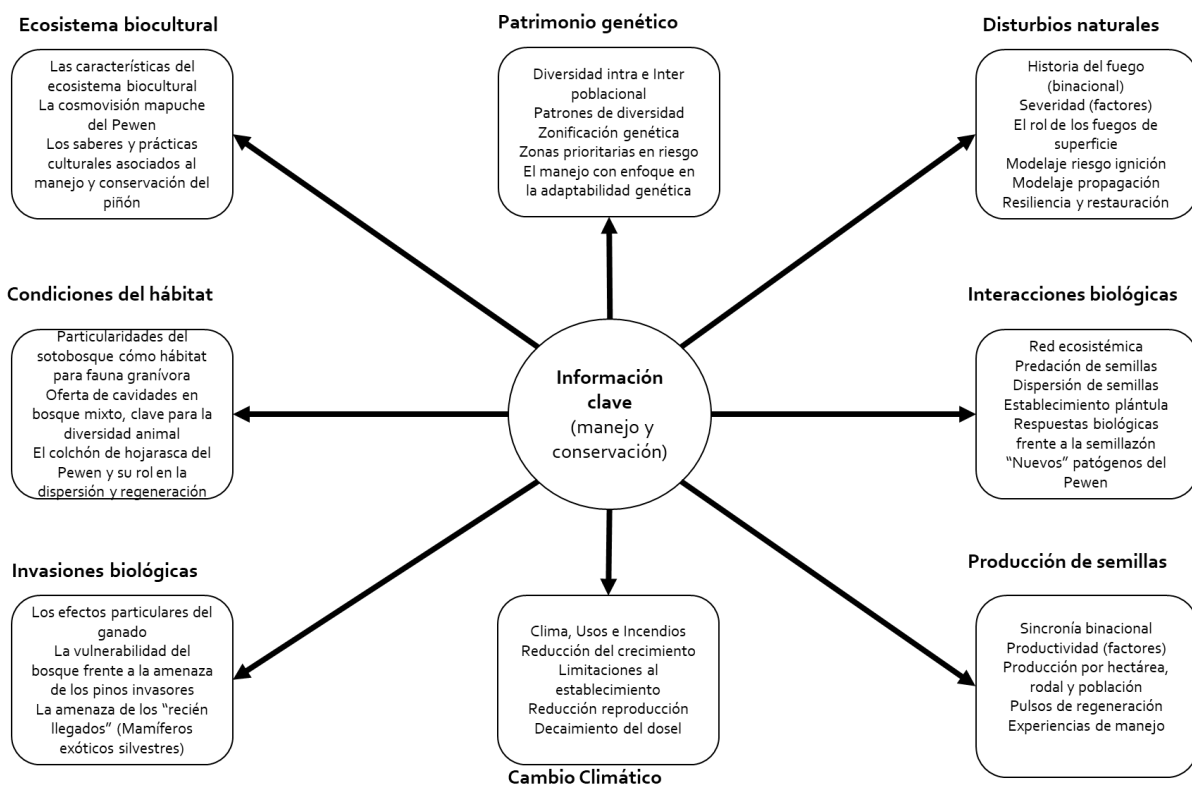 Ecosistema biocultural
Las características del
ecosistema biocultural
La cosmovisión mapuche
del Pewen
Los saberes y prácticas
culturales asociados al
manejo y conservación del
piñón
Patrimonio genético
Diversidad intra e Inter
poblacional
Patrones de diversidad
Zonificación genética
Zonas prioritarias en riesgo
El manejo con enfoque en
la adaptabilidad genética
Disturbios naturales
Historia del fuego
(binacional)
Severidad (factores)
El rol de los fuegos de
superficie
Modelaje riesgo ignición
Modelaje propagación
Resiliencia y restauración
Condiciones del hábitat
Particularidades del
sotobosque cómo hábitat
para fauna granívora
Oferta de cavidades en
bosque mixto, clave para la
diversidad animal
El colchón de hojarasca del
Pewen y su rol en la
dispersión y regeneración
Información
clave
(manejo y
conservación)
Interacciones biológicas
Red ecosistémica
Predación de semillas
Dispersión de semillas
Establecimiento plántula
Respuestas biológicas
frente a la semillazón
“Nuevos” patógenos del
Pewen
Invasiones biológicas
Los efectos particulares del
ganado
La vulnerabilidad del
bosque frente a la amenaza
de los pinos invasores
La amenaza de los “recién
llegados” (Mamíferos
exóticos silvestres)
Clima, Usos e Incendios
Reducción del crecimiento
Limitaciones al
establecimiento
Reducción reproducción
Decaimiento del dosel
Cambio Climático
Producción de semillas
Sincronía binacional
Productividad (factores)
Producción por hectárea,
rodal y población
Pulsos de regeneración
Experiencias de manejo